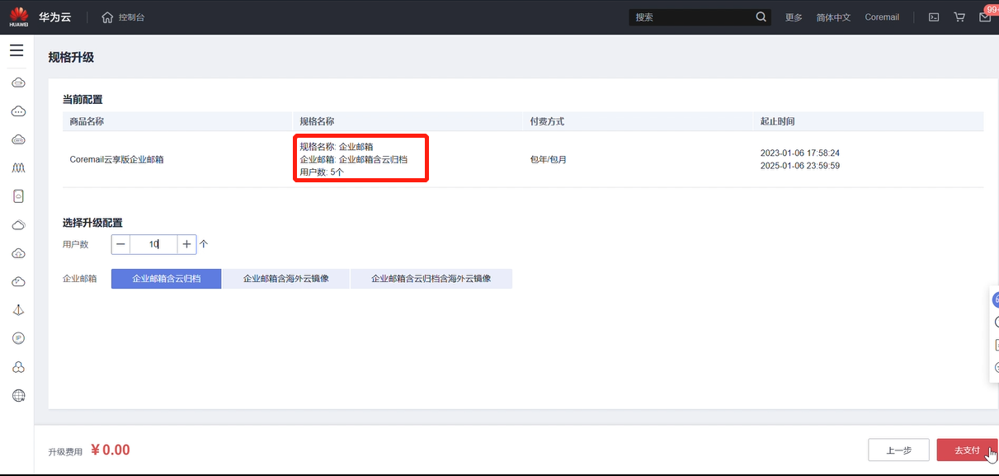 HUAWEI
华为云
控制台
搜索
更多
简体中文
Coremail
99+
规格升级
当前配置
商品名称
规格名称
付费方式
起止时间
Coremail云享版企业邮箱
规格名称: 企业邮箱
企业邮箱: 企业邮箱含云归档
用户数: 5个
包年/包月
2023-01-06 17:58:24
2025-01-06 23:59:59
选择升级配置
用户数
10
个
企业邮箱
企业邮箱含云归档
企业邮箱含海外云镜像
企业邮箱含云归档含海外云镜像
升级费用
¥0.00
上一步
去支付
IP